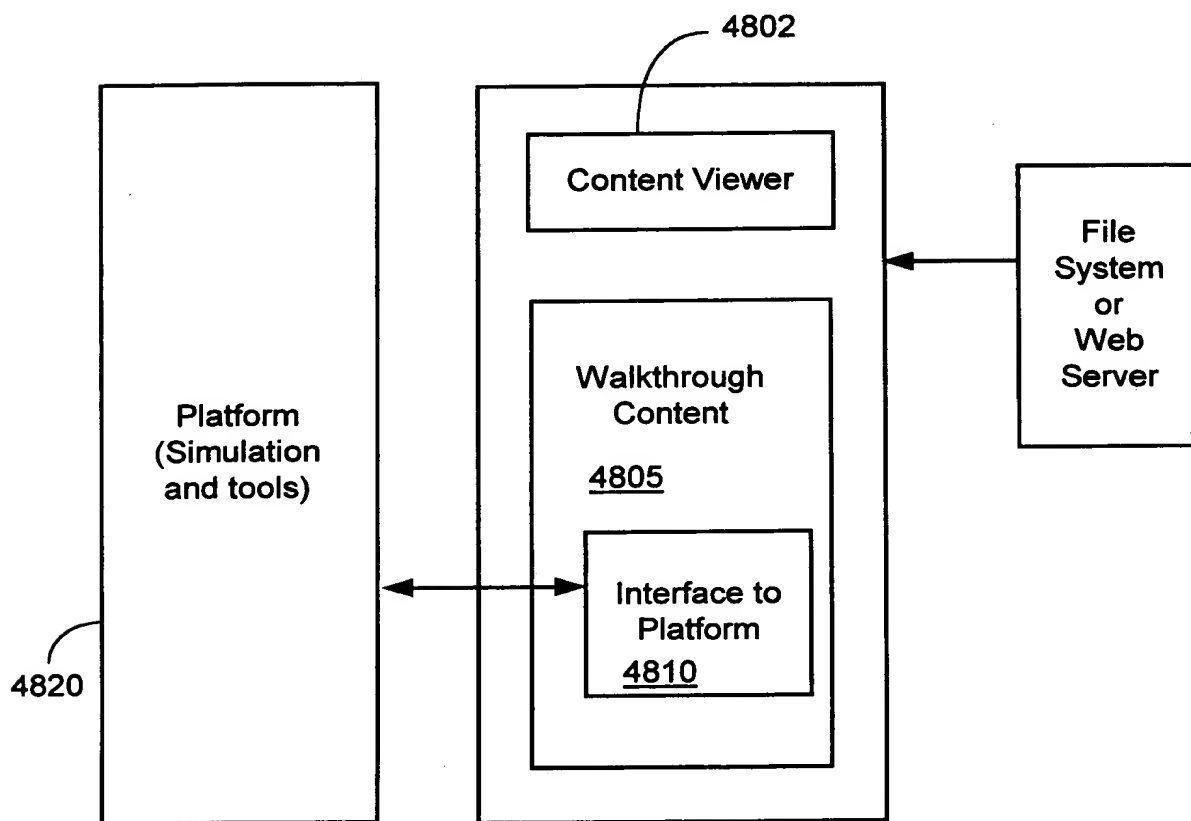 4802
Content Viewer
File
System
or
Web
Server
Walkthrough
Content
4805
Platform
(Simulation
and tools)
Interface to
Platform
4810
4820